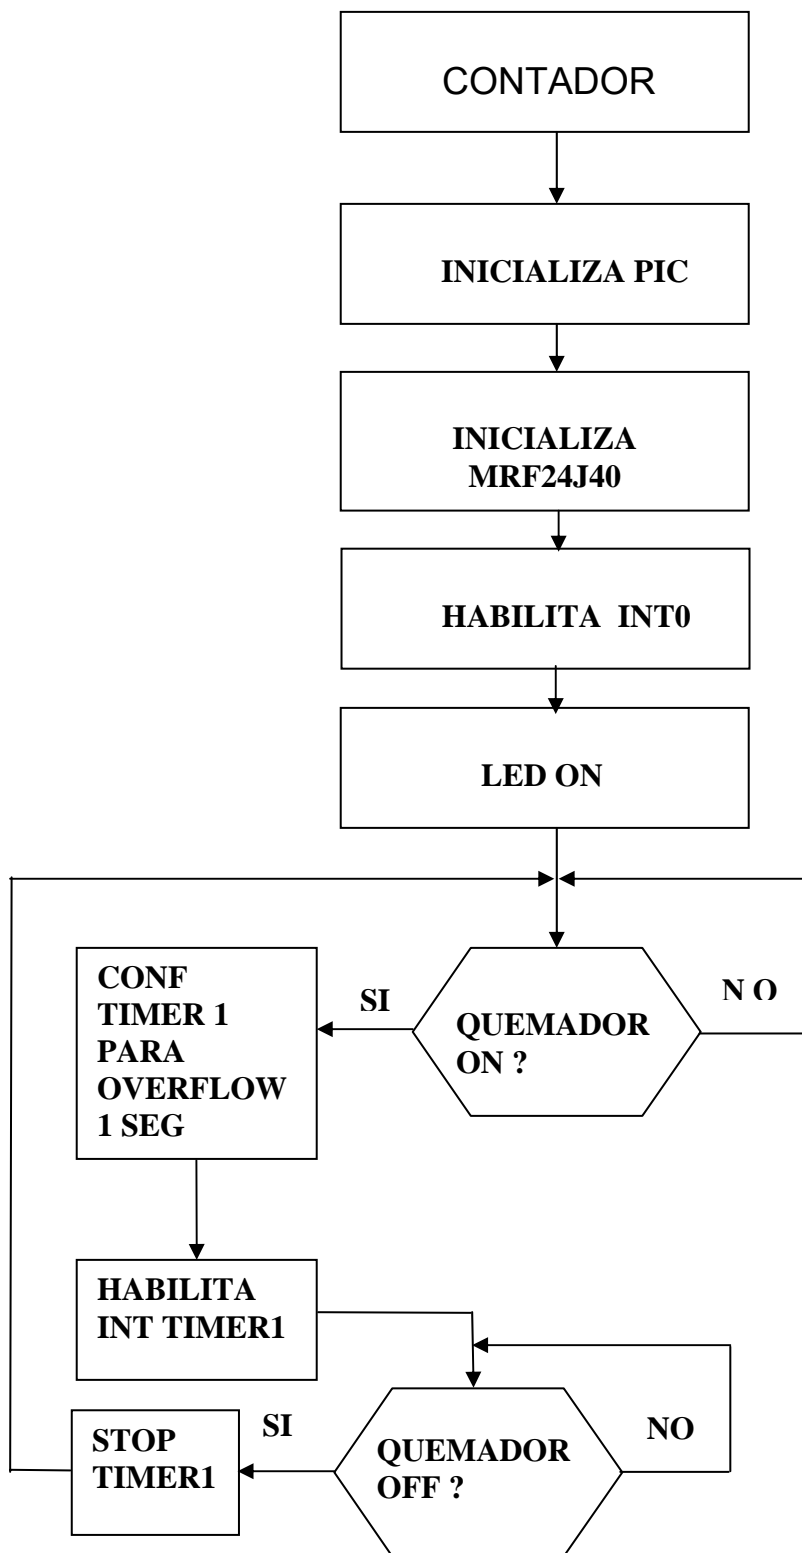 CONTADOR
INICIALIZA PIC
INICIALIZA
MRF24J40
HABILITA INT0
LED ON
CONF
TIMER 1
PARA
OVERFLOW
1 SEG
SI
QUEMADOR
ON ?
N O
HABILITA
INT TIMER1
STOP
TIMER1
SI
QUEMADOR
OFF ?
NO